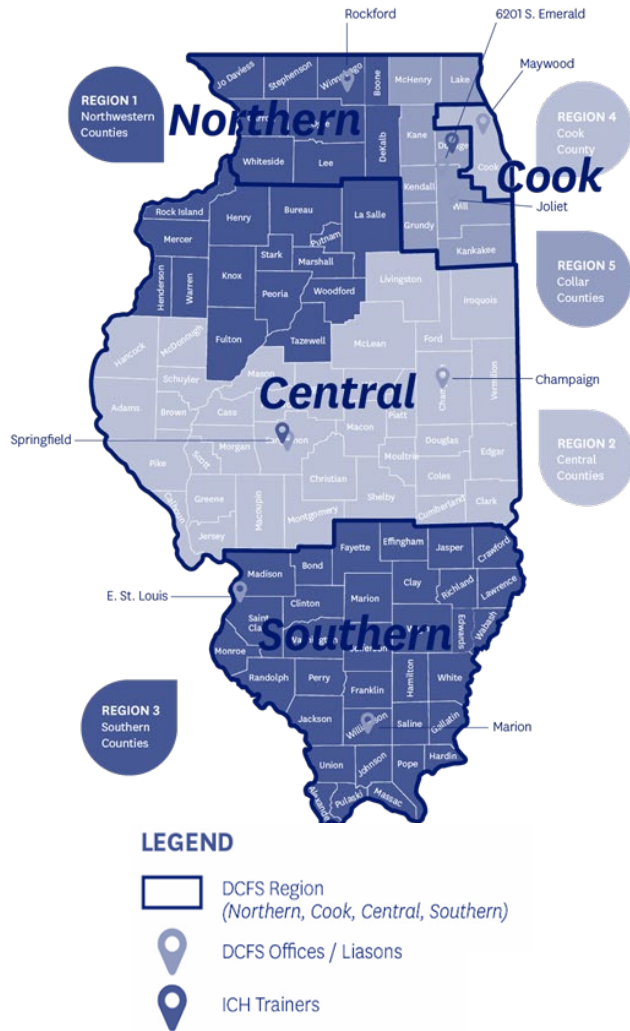 Rockford
6201 S. Emerald
Maywood
Jo Daviess
Stephenson
Winnebago
Boone
McHenry
Lake
REGION 1
Northwestern
Counties
Northern
REGION 4
Cook
County
Kane
DeKalb
Cook
Whiteside
Lee
Cook
Kendall
Will
Joliet
Rock Island
Henry
Bureau
La Salle
Grundy
Putnam
Mercer
Kankakee
Stark
Marshall
REGION 5
Collar
Counties
Henderson
Warren
Knox
Peoria
Woodford
Livingston
Iroquois
Fulton
Tazewell
McLean
Ford
Hancock
McDonough
Mason
Vermilion
Schuyler
Central
Champaign
Adams
Brown
Cass
Macon
Piatt
Springfield
Douglas
Edgar
REGION 2
Central
Counties
Morgan
Moultrie
Pike
Scott
Christian
Coles
Greene
Shelby
Cumberland
Clark
Calhoun
Macoupin
Montgomery
Jersey
Fayette
Effingham
Jasper
Crawford
Madison
Bond
Clay
Richland
Lawrence
E. St. Louis
Clinton
Marion
Southern
Edwards
Wabash
Monroe
Randolph
Perry
Hamilton
White
Franklin
REGION 3
Southern
Counties
Jackson
Saline
Gallatin
Marion
Union
Johnson
Pope
Hardin
Pulaski
Massac
LEGEND
DCFS Region
(Northern, Cook, Central, Southern)
DCFS Offices / Liasons
ICH Trainers